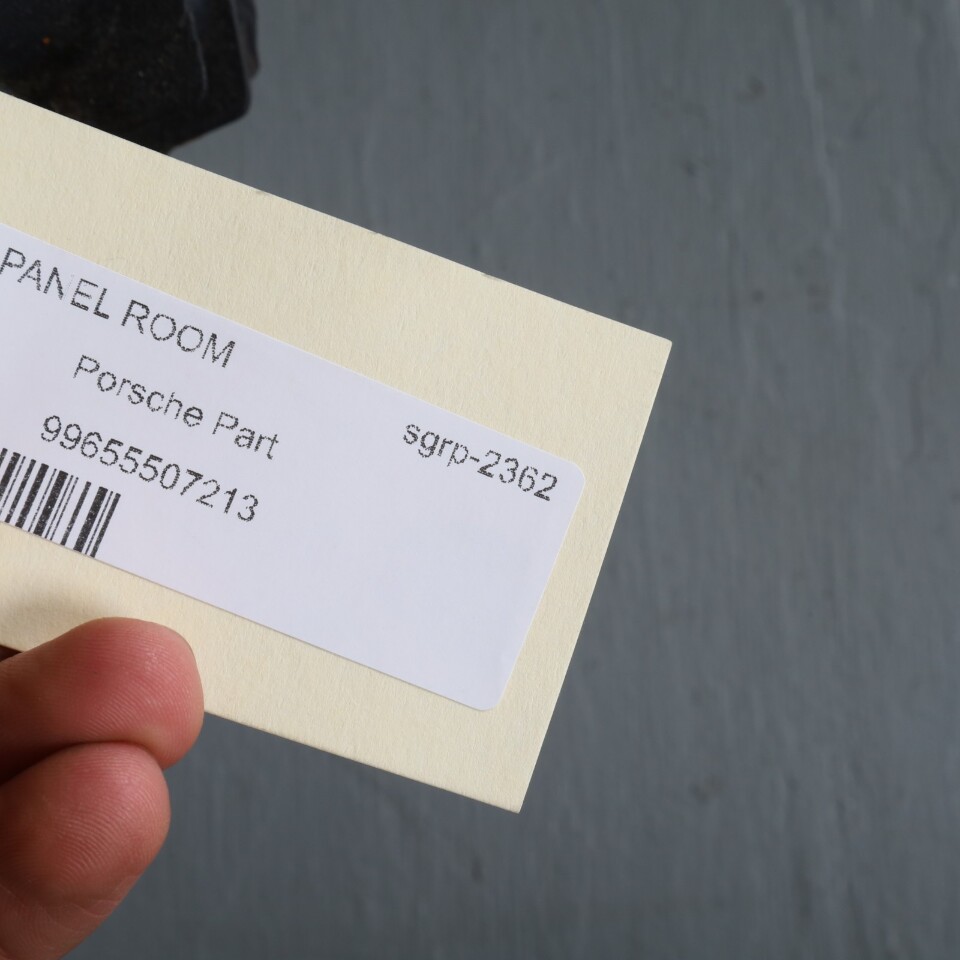 PANEL ROOM
Porsche Part
sgrp-2362
99655507213